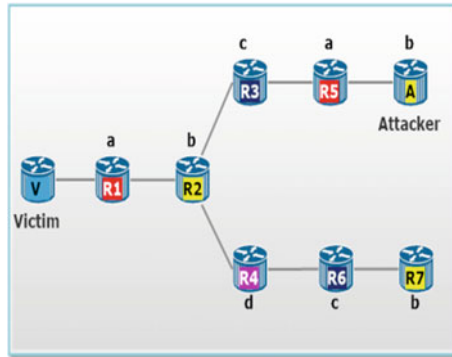 c a b
R3 R5 A
Attacker
a b
V R1 R2
Victim
R4 R6 R7
d c b